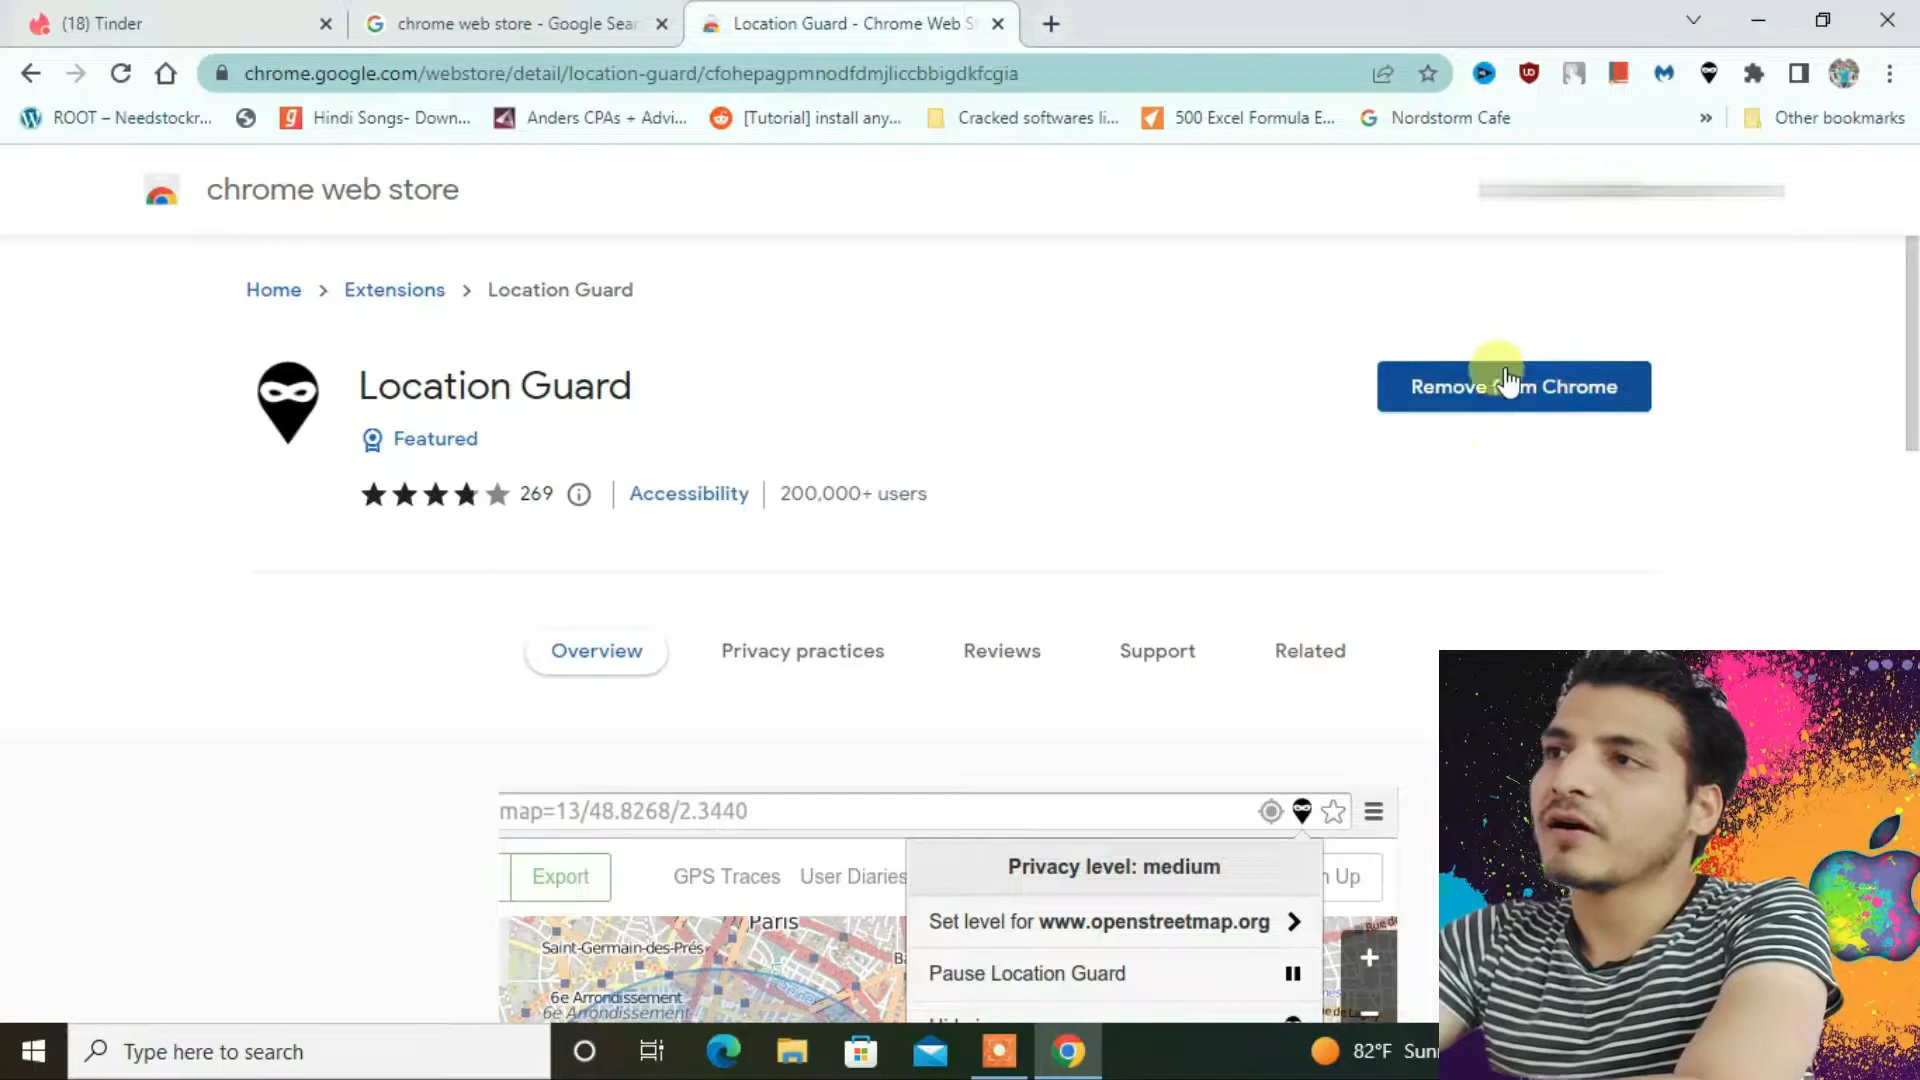 (18) Tinder
chrome web store - Google Sear
Location Guard - Chrome Web S
chrome.google.com/webstore/detail/location-guard/cfohepagpmnodfdmjliccbbigdkfcgia
ROOT – Needstockr...
Hindi Songs- Down...
Anders CPAs + Advi...
[Tutorial] install any...
Cracked softwares li...
500 Excel Formula E...
Nordstorm Cafe
»
Other bookmarks
chrome web store
Home > Extensions > Location Guard
Location Guard
Remove m Chrome
Featured
269
Accessibility
200,000+ users
Overview
Privacy practices
Reviews
Support
Related
map=13/48.8268/2.3440
Privacy level: medium
Export
GPS Traces
User Diaries
Up
Set level for www.openstreetmap.org
Paris
Saint-Germain-des-Prés
Pause Location Guard
6e Arrondissement
6e Arrondissement
Type here to search
82°F Sunn